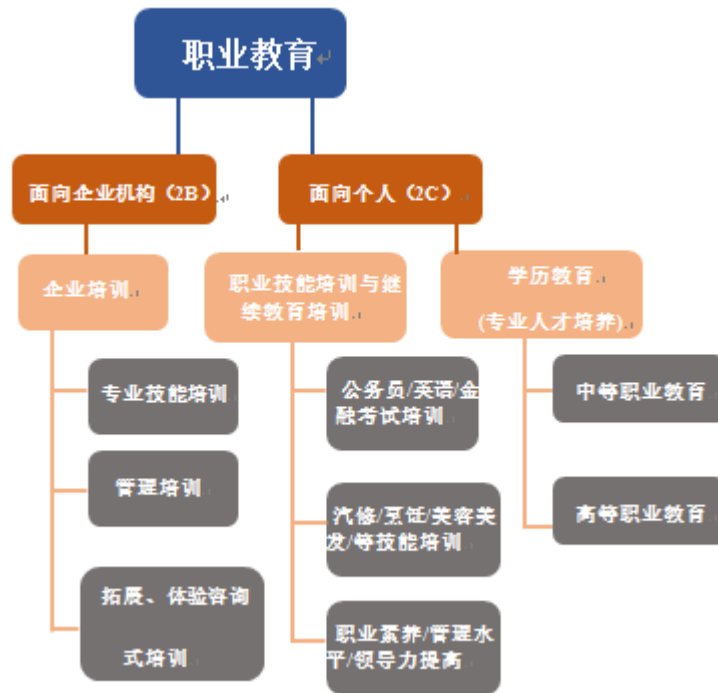 职业教育
面向企业机构（2B）
面向个人（2C）
企业培训
职业技能培训与继
续教育培训
学历教育
(专业人才培养)
专业技能培训
管理培训
拓展、体验咨询
式培训
公务员/英语/金
融考试培训
汽修/烹饪/美容美
发/等技能培训
职业素养/管理水
平/领导力提高
中等职业教育
高等职业教育